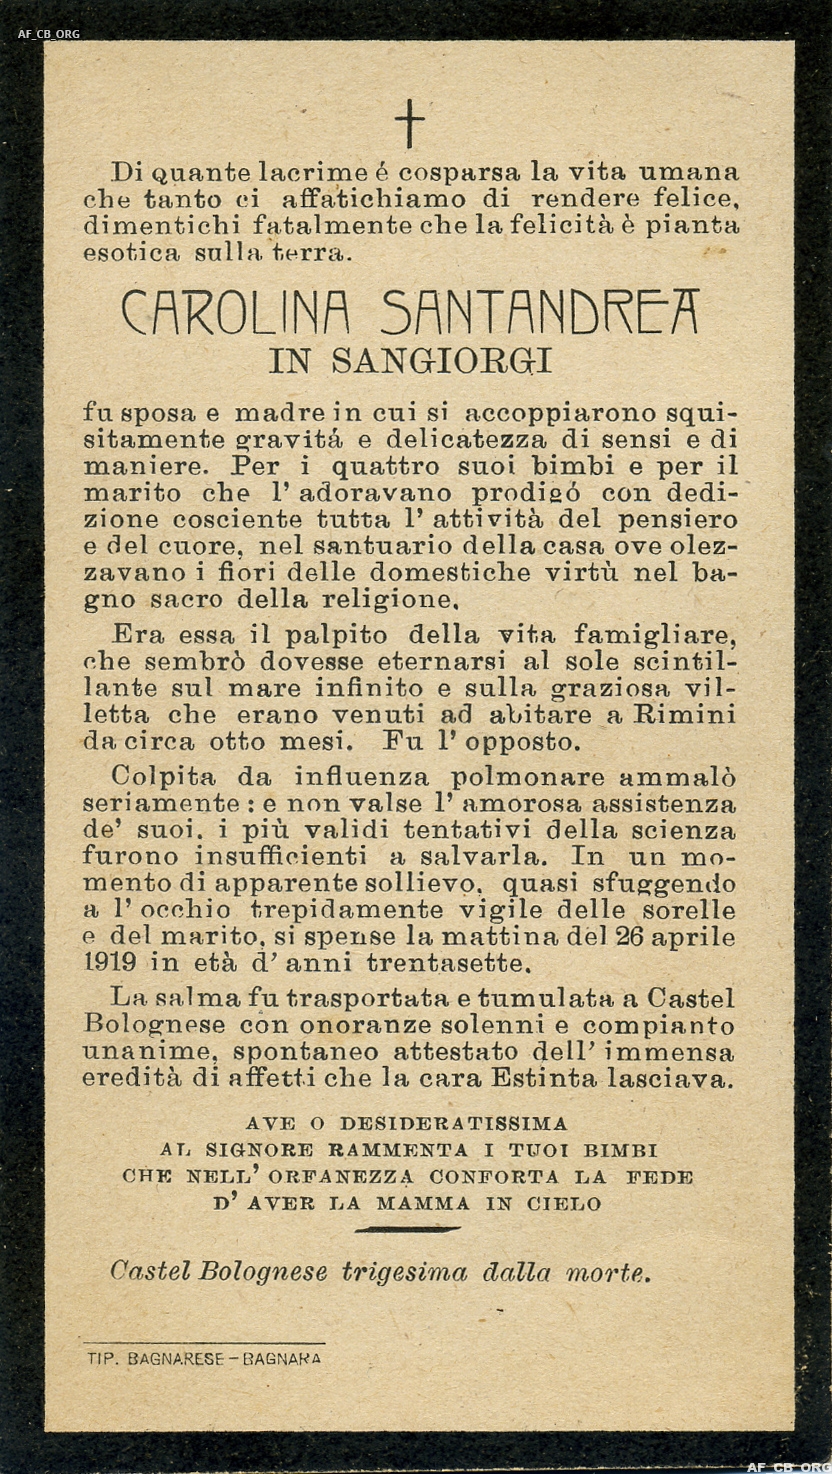 AF_CB_ORG
Di quante lacrime é cosparsa la vita umana
che tanto ci affatichiamo di rendere felice,
dimentichi fatalmente che la felicità è pianta
esotica sulla terra.
CAROLINA SANTANDREA
IN SANGIORGI
fu sposa e madre in cui si accoppiarono squi-
sitamente gravitá e delicatezza di sensi e di
maniere. Per i quattro suoi bimbi e per il
marito che l' adoravano prodigó con dedi-
zione cosciente tutta l' attività del pensiero
e del cuore, nel santuario della casa ove olez-
zavano i fiori delle domestiche virtù nel ba-
gno sacro della religione.
Era essa il palpito della vita famigliare,
che sembrò dovesse eternarsi al sole scintil-
lante sul mare infinito e sulla graziosa vil-
letta che erano venuti ad abitare a Rimini
da circa otto mesi. Fu l' opposto.
Colpita da influenza polmonare ammalò
seriamente : e non valse l' amorosa assistenza
de' suoi. i più validi tentativi della scienza
furono insufficienti a salvarla. In un mo-
mento di apparente sollievo, quasi sfuggendo
a l' occhio trepidamente vigile delle sorelle
e del marito, si spense la mattina del 26 aprile
1919 in età d' anni trentasette.
La salma fu trasportata e tumulata a Castel
Bolognese con onoranze solenni e compianto
unanime, spontaneo attestato dell' immensa
eredità di affetti che la cara Estinta lasciava.
AVE O DESIDERATISSIMA
AL SIGNORE RAMMENTA I TUOI BIMBI
CHE NELL' ORFANEZZA CONFORTA LA FEDE
D' AVER LA MAMMA IN CIELO
Castel Bolognese trigesima dalla morte.
TIP. BAGNARESE - BAGNARA
AF_CB_ORG